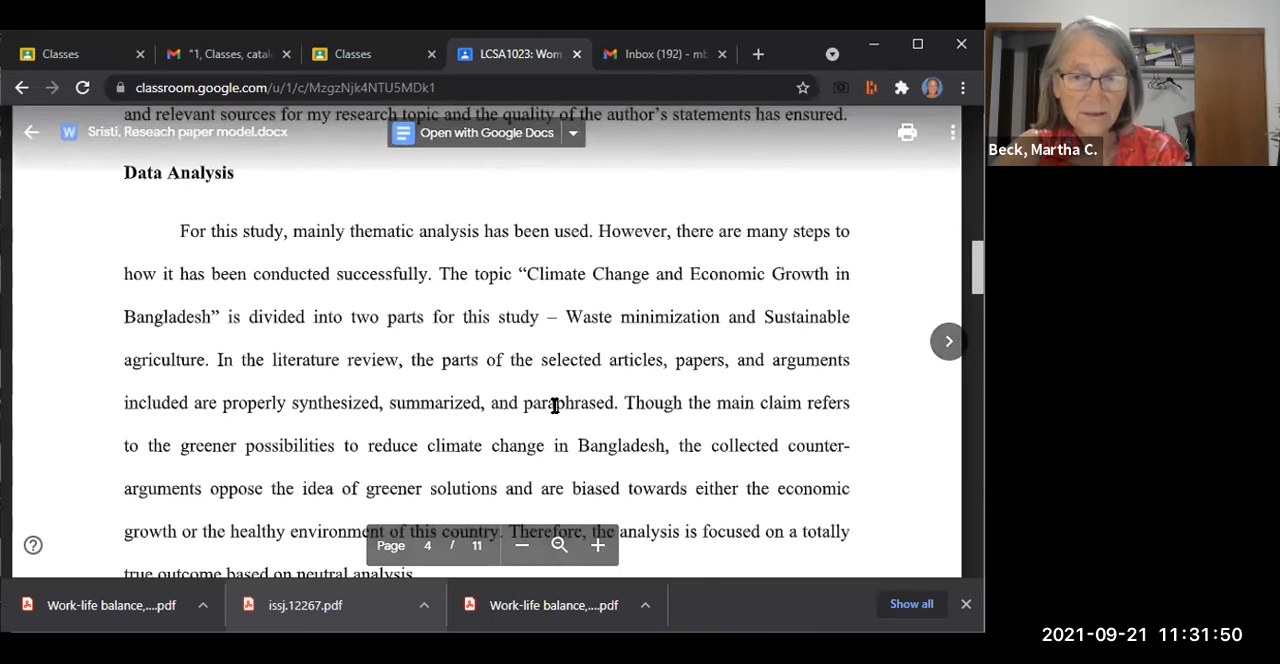 Classes
"1, Classes, catal
Classes
LCSA1023: Wom
Inbox (192) - mb
classroom.google.com/u/1/c/MzgzNjk4NTU5MDk1
Beck, Martha C.
and relevant sources for my research topic and the quality of the author's statements has ensured.
Sristi, Reseach paper model.docx
Open with Google Docs
Data Analysis
For this study, mainly thematic analysis has been used. However, there are many steps to
how it has been conducted successfully. The topic “Climate Change and Economic Growth in
Bangladesh” is divided into two parts for this study – Waste minimization and Sustainable
agriculture. In the literature review, the parts of the selected articles, papers, and arguments
included are properly synthesized, summarized, and paraphrased. Though the main claim refers
to the greener possibilities to reduce climate change in Bangladesh, the collected counter-
arguments oppose the idea of greener solutions and are biased towards either the economic
growth or the healthy environment of this country. Therefore, the analysis is focused on a totally
Page 4 / 11
true outcome based on neutral analysis.
Work-life balance,....pdf
issj.12267.pdf
Work-life balance,....pdf
Show all
2021-09-21 11:31:50